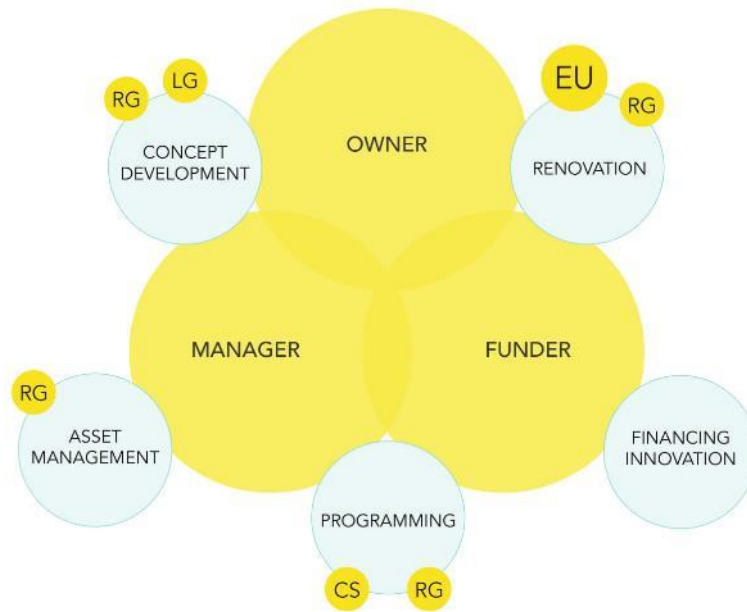 LG
RG
CONCEPT
DEVELOPMENT
OWNER
EU
RG
RENOVATION
MANAGER
FUNDER
RG
ASSET
MANAGEMENT
PROGRAMMING
CS
RG
FINANCING
INNOVATION